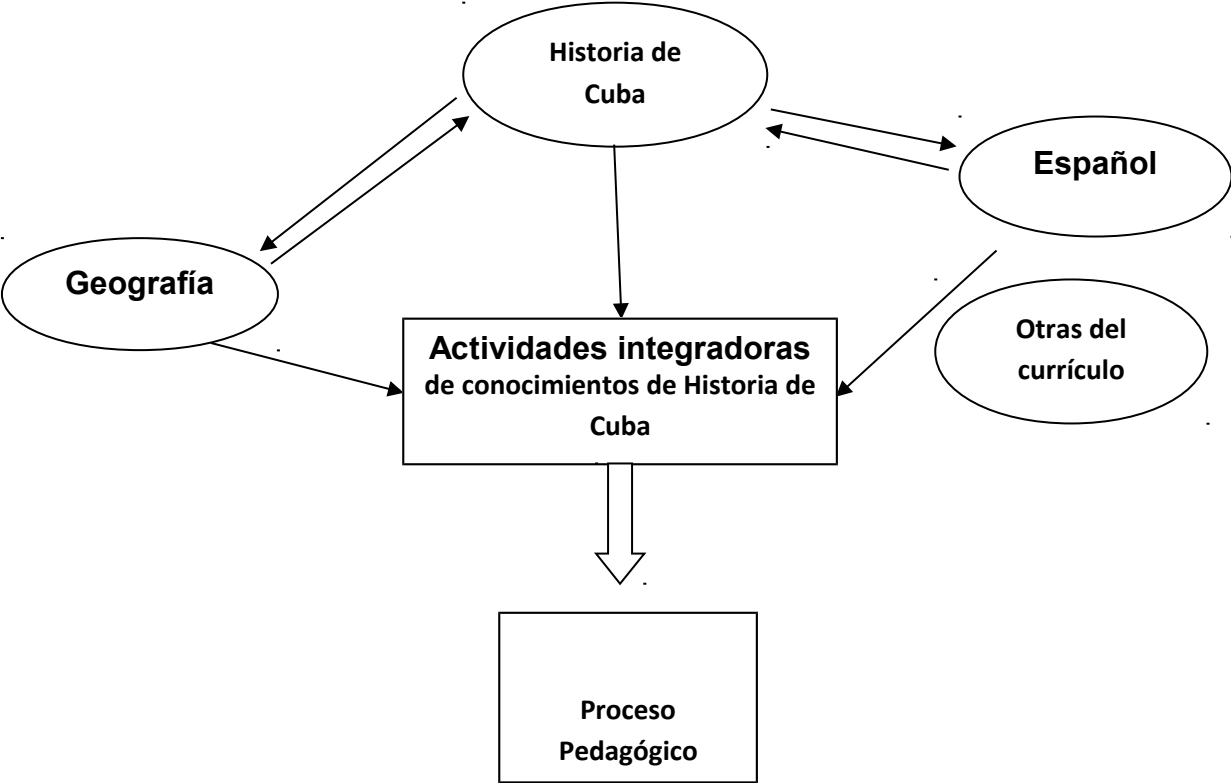 Historia de
Cuba
Español
Geografía
Otras del
currículo
Actividades integradoras
de conocimientos de Historia de
Cuba
Proceso
Pedagógico